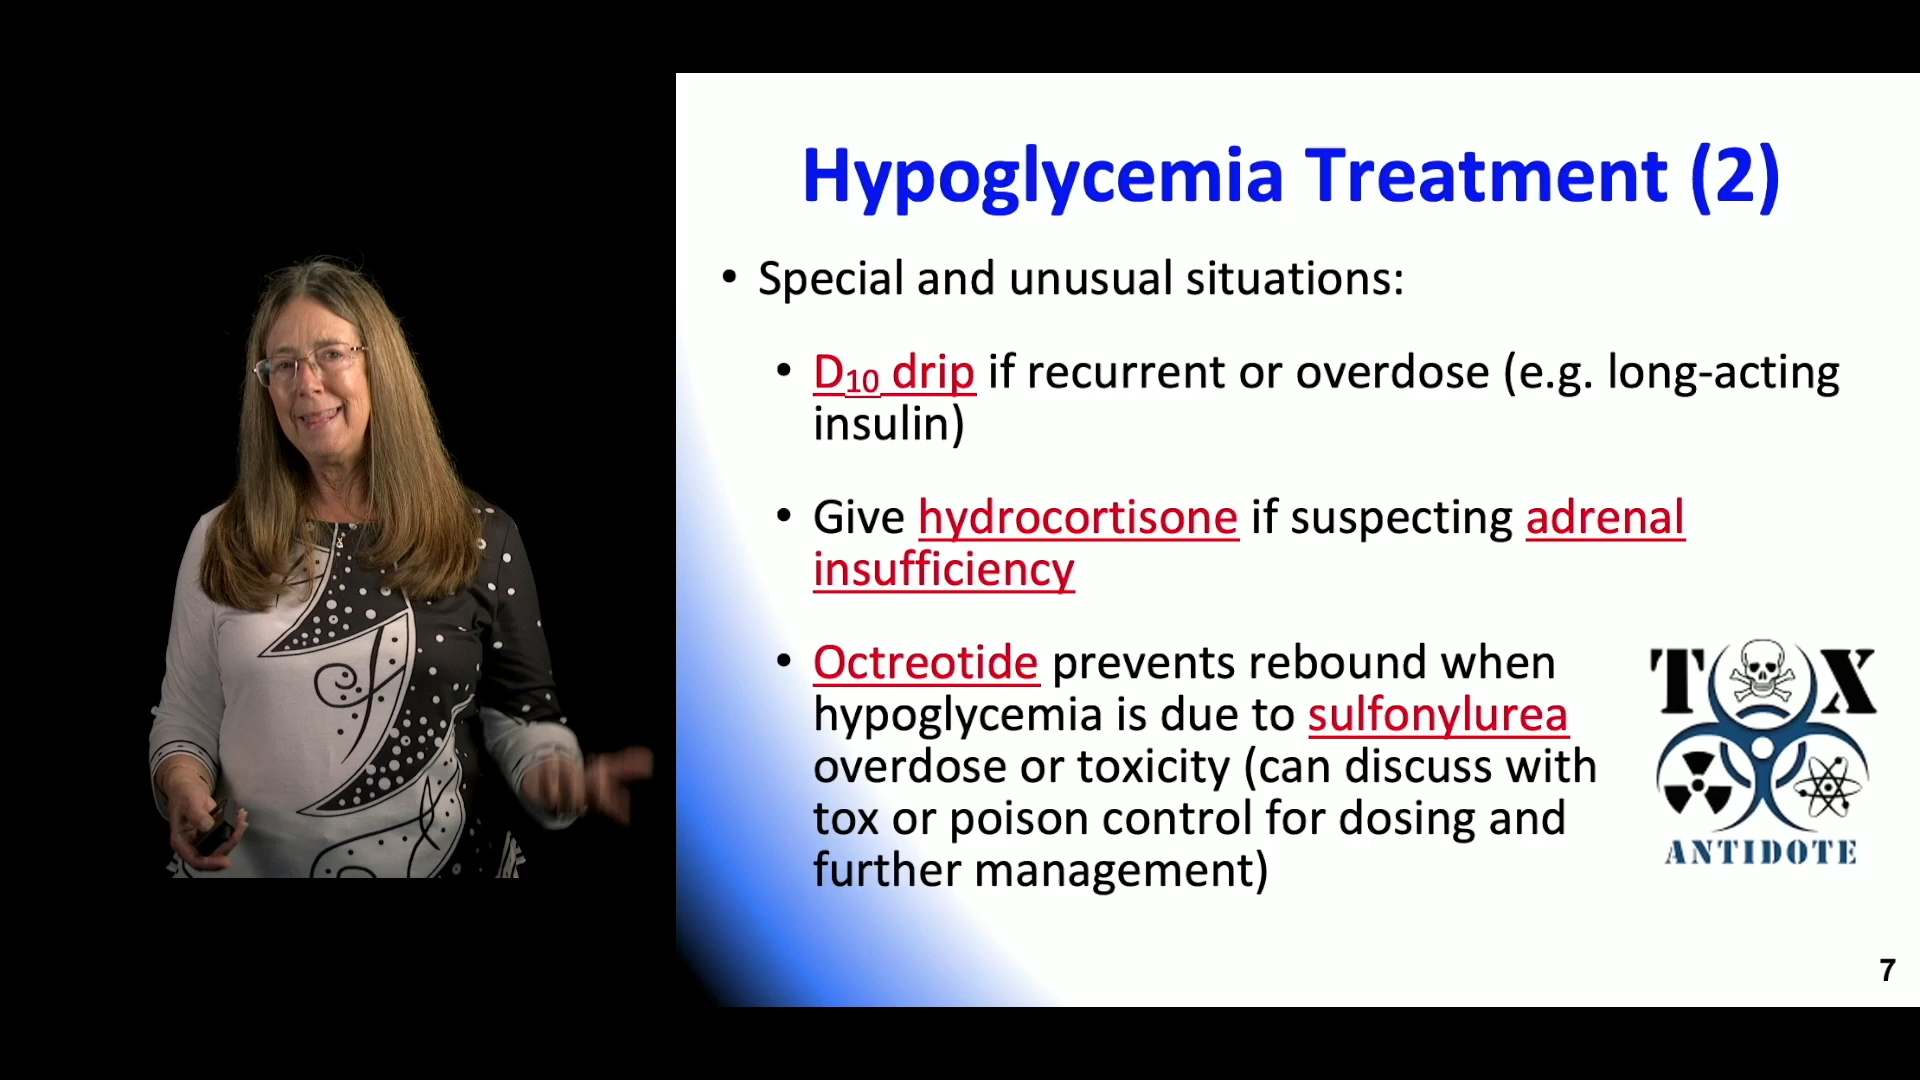 Hypoglycemia Treatment (2)
• Special and unusual situations:
• D10 drip if recurrent or overdose (e.g. long-acting
insulin)
• Give hydrocortisone if suspecting adrenal
insufficiency
• Octreotide prevents rebound when
hypoglycemia is due to sulfonylurea
overdose or toxicity (can discuss with
tox or poison control for dosing and
further management)
TOX
ANTIDOTE
7